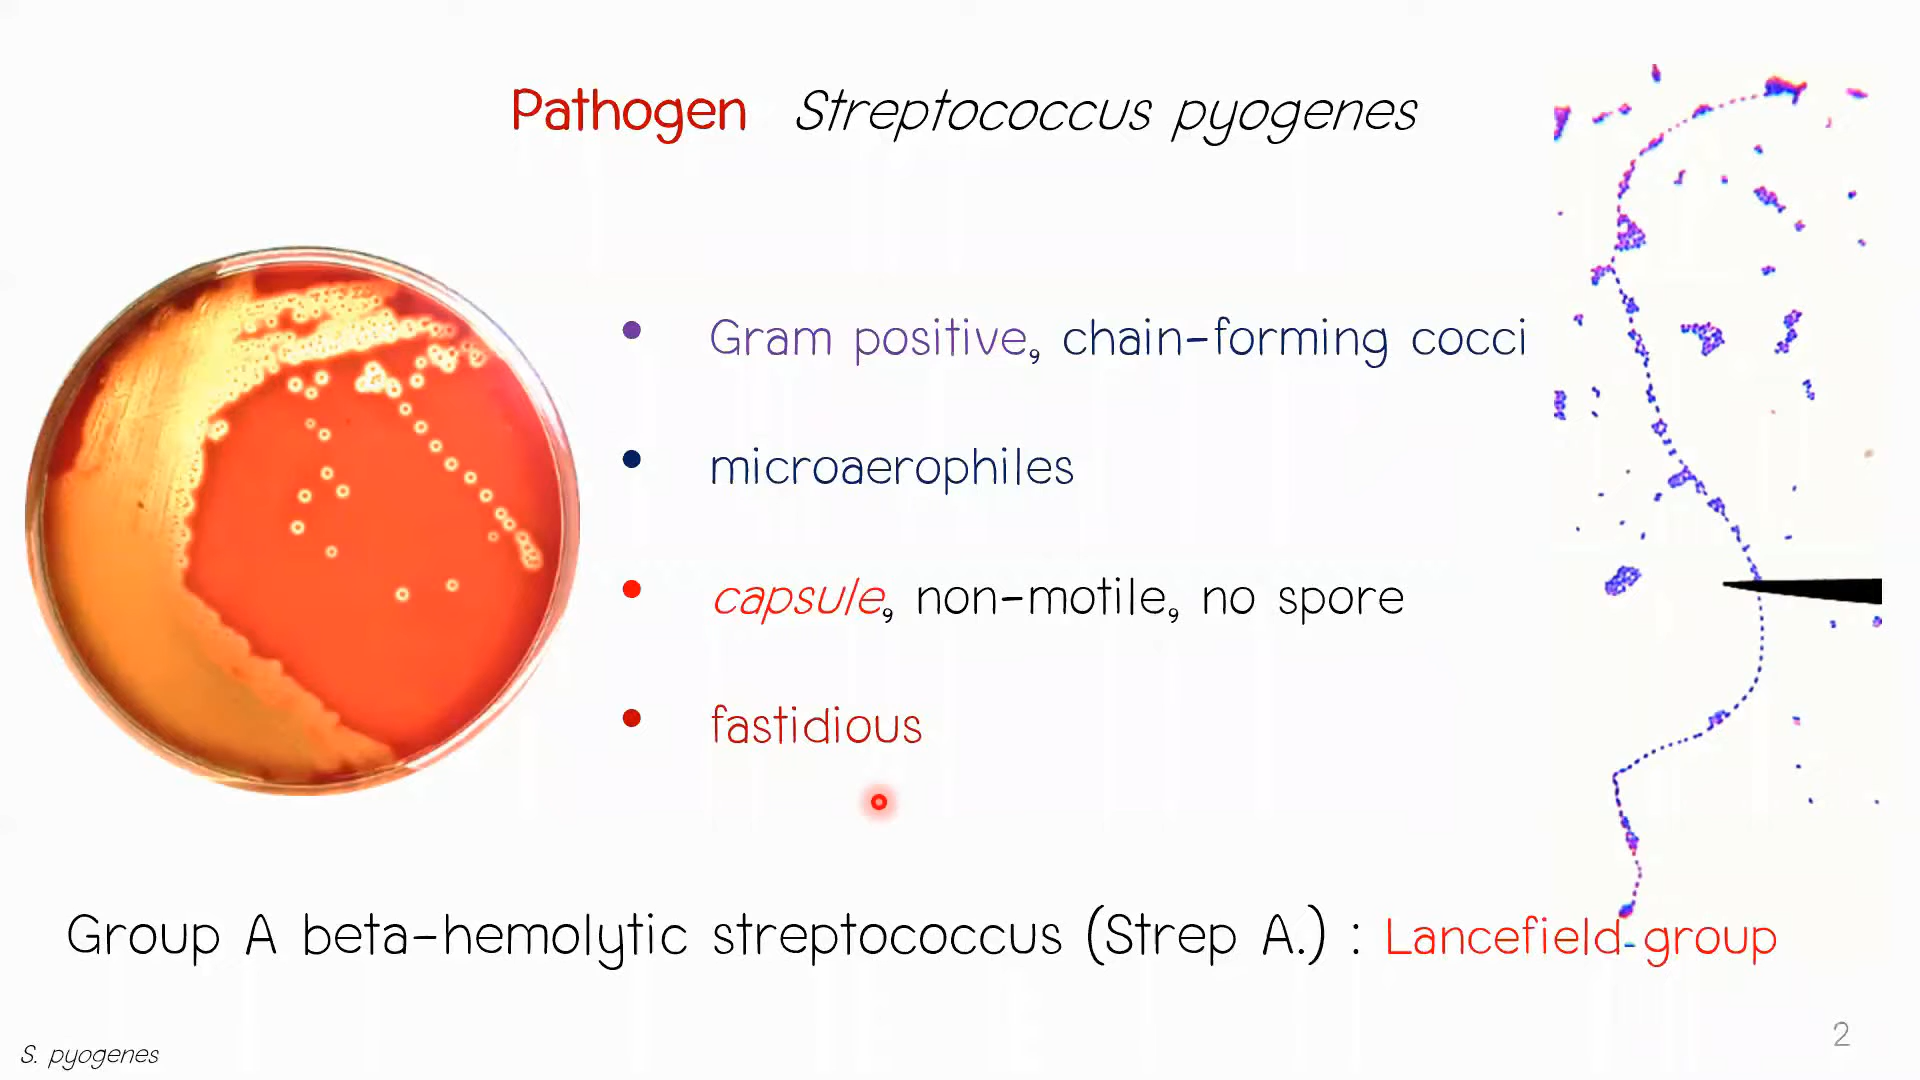 Pathogen Streptococcus pyogenes
• Gram positive, chain-forming cocci
• microaerophiles
• capsule, non-motile, no spore
• fastidious
Group A beta-hemolytic streptococcus (Strep A.) : Lancefield group
S. pyogenes
2